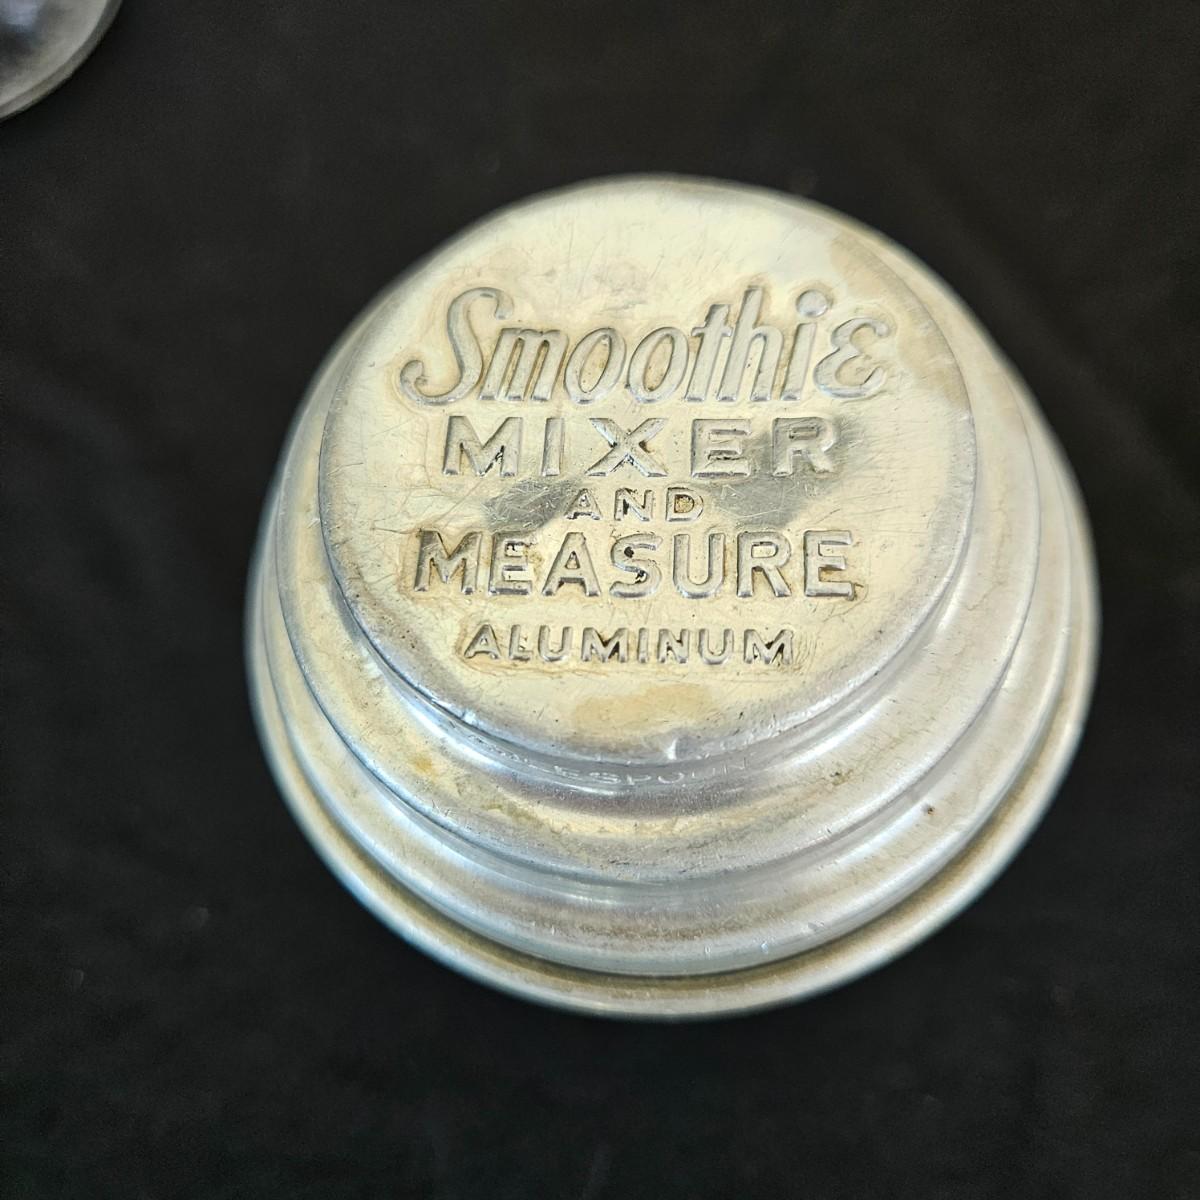 Smoothie
MIXER
AND
MEASURE
ALUMINUM